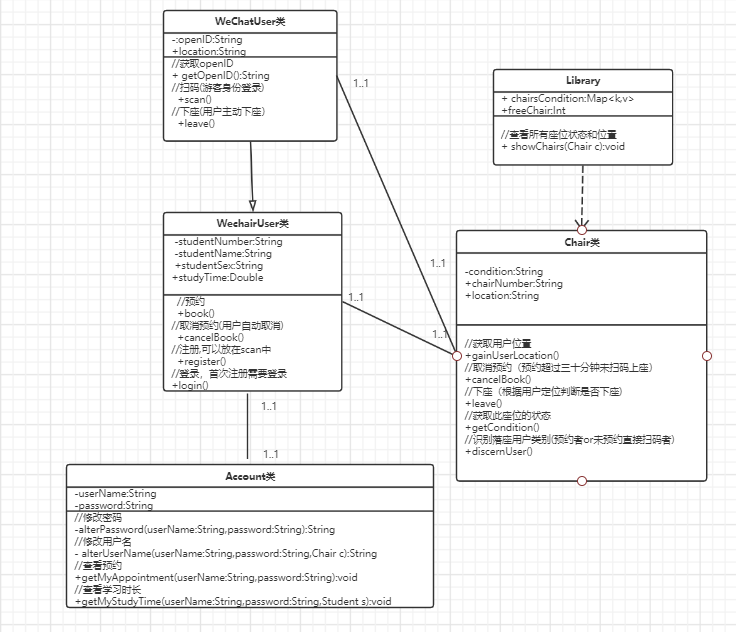 WeChatUser类
-:openID:String
+location:String
//获取openID
+ getOpenID():String
//扫码(游客身份登录)
+scan()
//下座(用户主动下座)
+leave()
1..1
Library
+ chairsCondition:Map<k,v>
+freeChair:Int
//查看所有座位状态和位置
+ showChairs(Chair c):void
WechairUser类
-studentNumber:String
-studentName:String
+studentSex:String
+studyTime:Double
//预约
+book()
//取消预约(用户自动取消)
+cancelBook()
//注册,可以放在scan中
+register()
//登录，首次注册需要登录
+login()
1..1
1..1
1..1
Chair类
-condition:String
+chairNumber:String
+location:String
//获取用户位置
+gainUserLocation()
//取消预约（预约超过三十分钟未扫码上座）
+cancelBook()
//下座（根据用户定位判断是否下座）
+leave()
//获取此座位的状态
+getCondition()
//识别落座用户类别(预约者or未预约直接扫码者)
+discernUser()
1..1
1..1
Account类
-userName:String
-password:String
//修改密码
-alterPassword(userName:String,password:String):String
//修改用户名
- alterUserName(userName:String,password:String,Chair c):String
//查看预约
+getMyAppointment(userName:String,password:String):void
//查看学习时长
+getMyStudyTime(userName:String,password:String,Student s):void